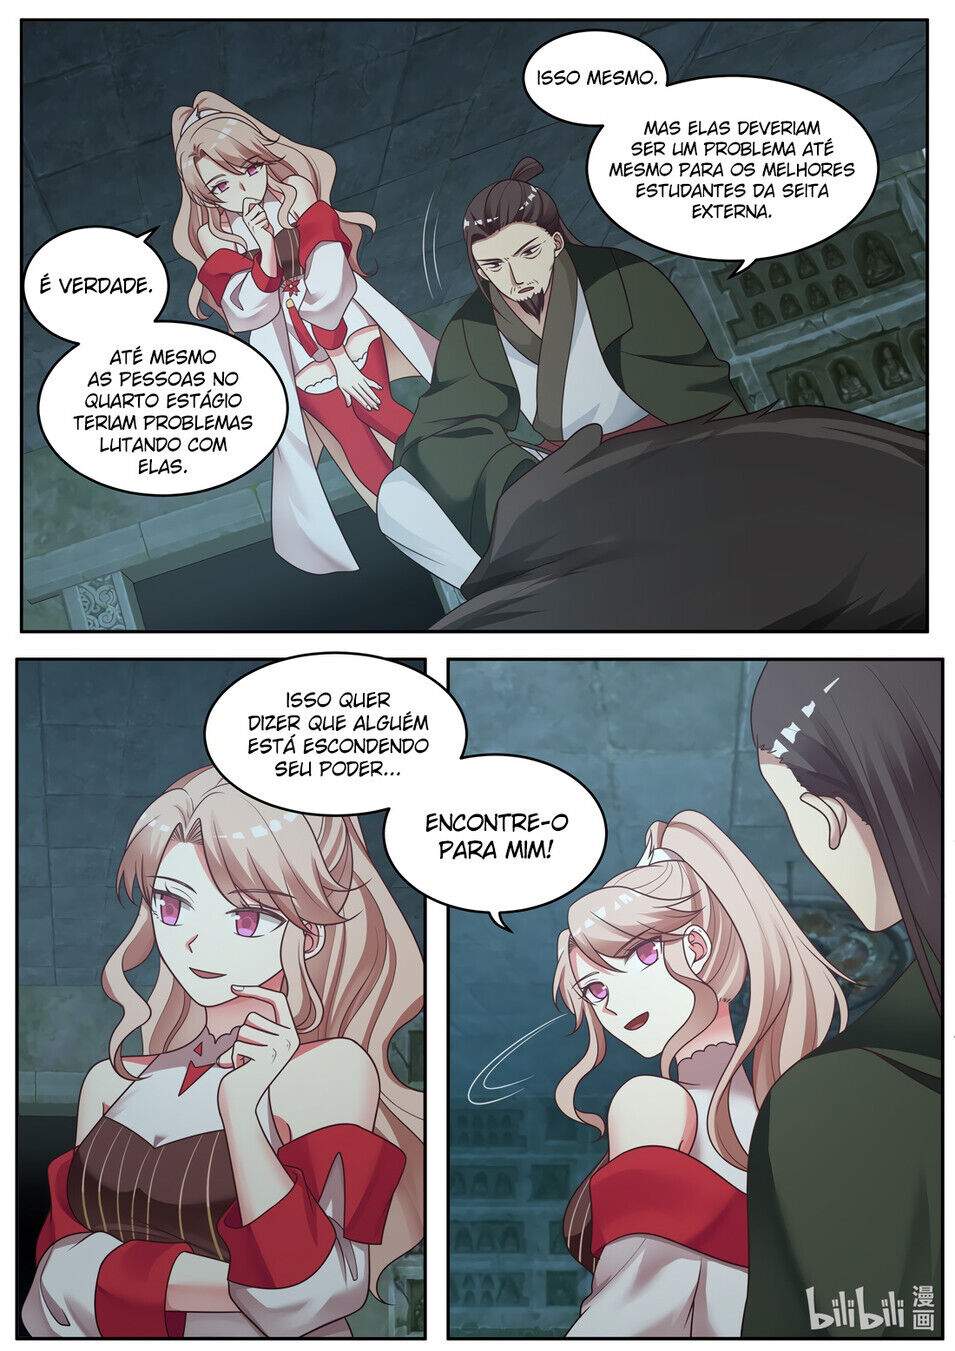 ISSO MESMO.
MAS ELAS DEVERIAM
SER UM PROBLEMA ATÉ
MESMO PARA OS MELHORES
ESTUDANTES DA SEITA
EXTERNA.
É VERDADE.
ATÉ MESMO
AS PESSOAS NO
QUARTO ESTÁGIO
TERIAM PROBLEMAS
LUTANDO COM
ELAS.
ISSO QUER
DIZER QUE ALGUÉM
ESTÁ ESCONDENDO
SEU PODER...
ENCONTRE-O
PARA MIM!
bilibili 漫画